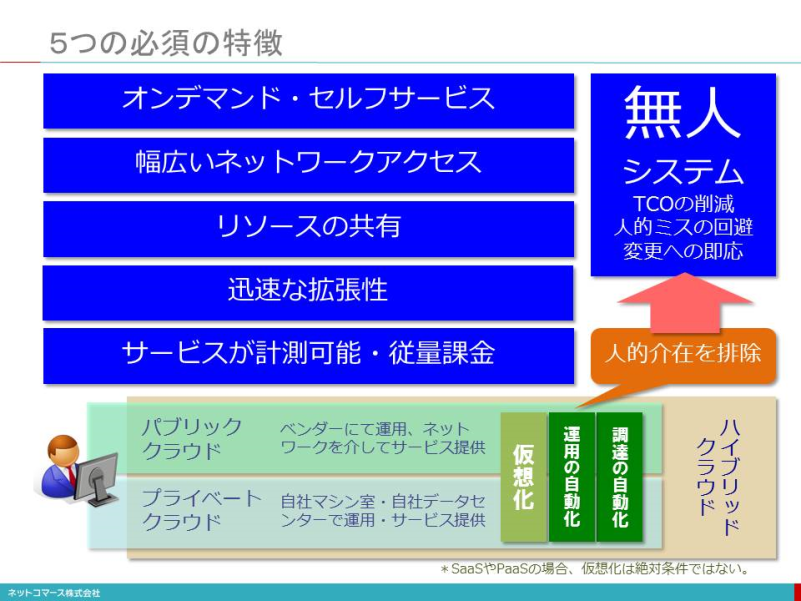 5つの必須の特徴
オンデマンド・セルフサービス
幅広いネットワークアクセス
リソースの共有
迅速な拡張性
サービスが計測可能・従量課金
無人
システム
TCOの削減
人的ミスの回避
変更への即応
人的介在を排除
パブリック
クラウド
ベンダーにて運用、ネット
ワークを介してサービス提供
プライベート
クラウド
自社マシン室・自社データセ
ンターで運用・サービス提供
仮想化
運用の自動化
調達の自動化
ハイブリッド
クラウド
＊SaaSやPaaSの場合、仮想化は絶対条件ではない。
ネットコマース株式会社